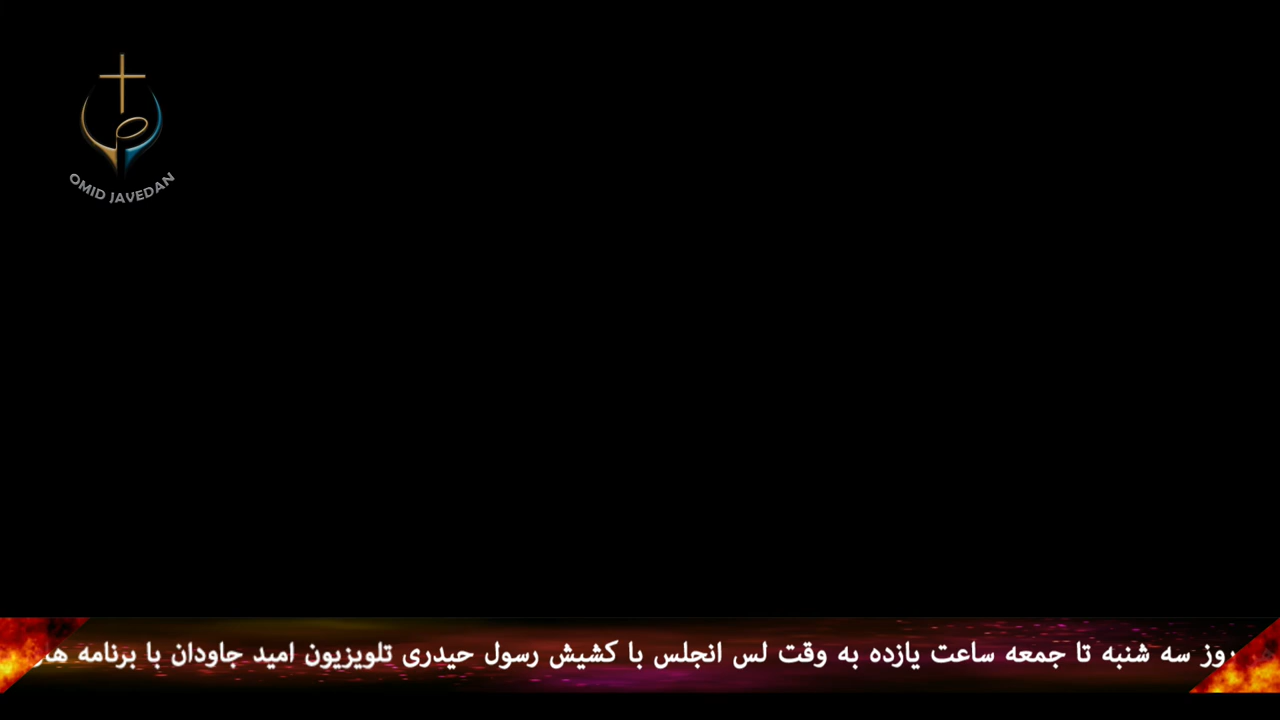 OMID JAVEDAN
روز سه شنبه تا جمعه ساعت یازده به وقت لس انجلس با کشیش رسول حیدری تلویزیون امید جاودان با برنامه